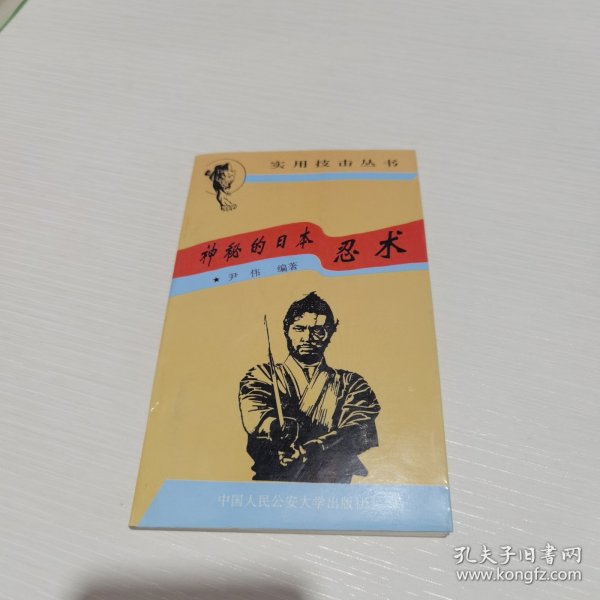 实用技击丛书
神秘的日本 忍术
★ 尹伟 编著
中国人民公安大学出版社
孔夫子旧书网
www.kongfz.com